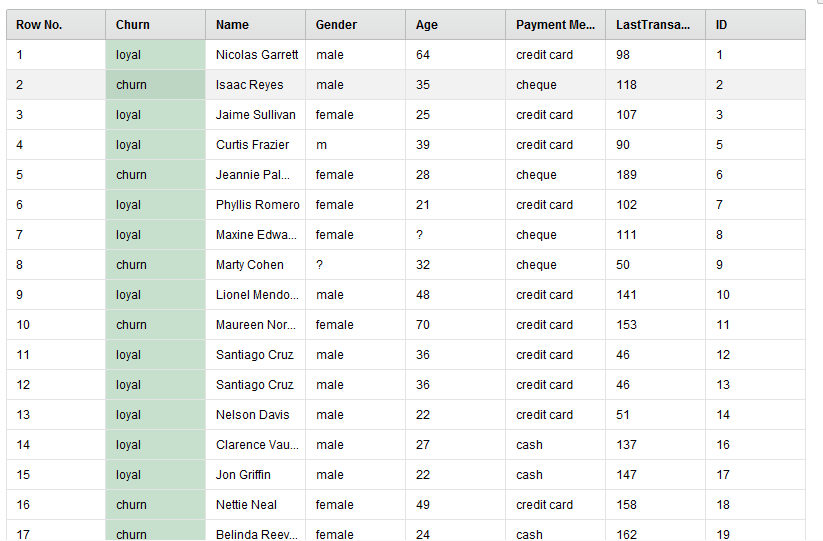 Row No. Churn Name Gender Age Payment Me... LastTransa... ID
1 loyal Nicolas Garrett male 64 credit card 98 1
2 churn Isaac Reyes male 35 cheque 118 2
3 loyal Jaime Sullivan female 25 credit card 107 3
4 loyal Curtis Frazier m 39 credit card 90 5
5 churn Jeannie Pal... female 28 cheque 189 6
6 loyal Phyllis Romero female 21 credit card 102 7
7 loyal Maxine Edwa... female ? cheque 111 8
8 churn Marty Cohen ? 32 cheque 50 9
9 loyal Lionel Mendo... male 48 credit card 141 10
10 churn Maureen Nor... female 70 credit card 153 11
11 loyal Santiago Cruz male 36 credit card 46 12
12 loyal Santiago Cruz male 36 credit card 46 13
13 loyal Nelson Davis male 22 credit card 51 14
14 loyal Clarence Vau... male 27 cash 137 16
15 loyal Jon Griffin male 22 cash 147 17
16 churn Nettie Neal female 49 credit card 158 18
17 churn Belinda Reev... female 24 cash 162 19